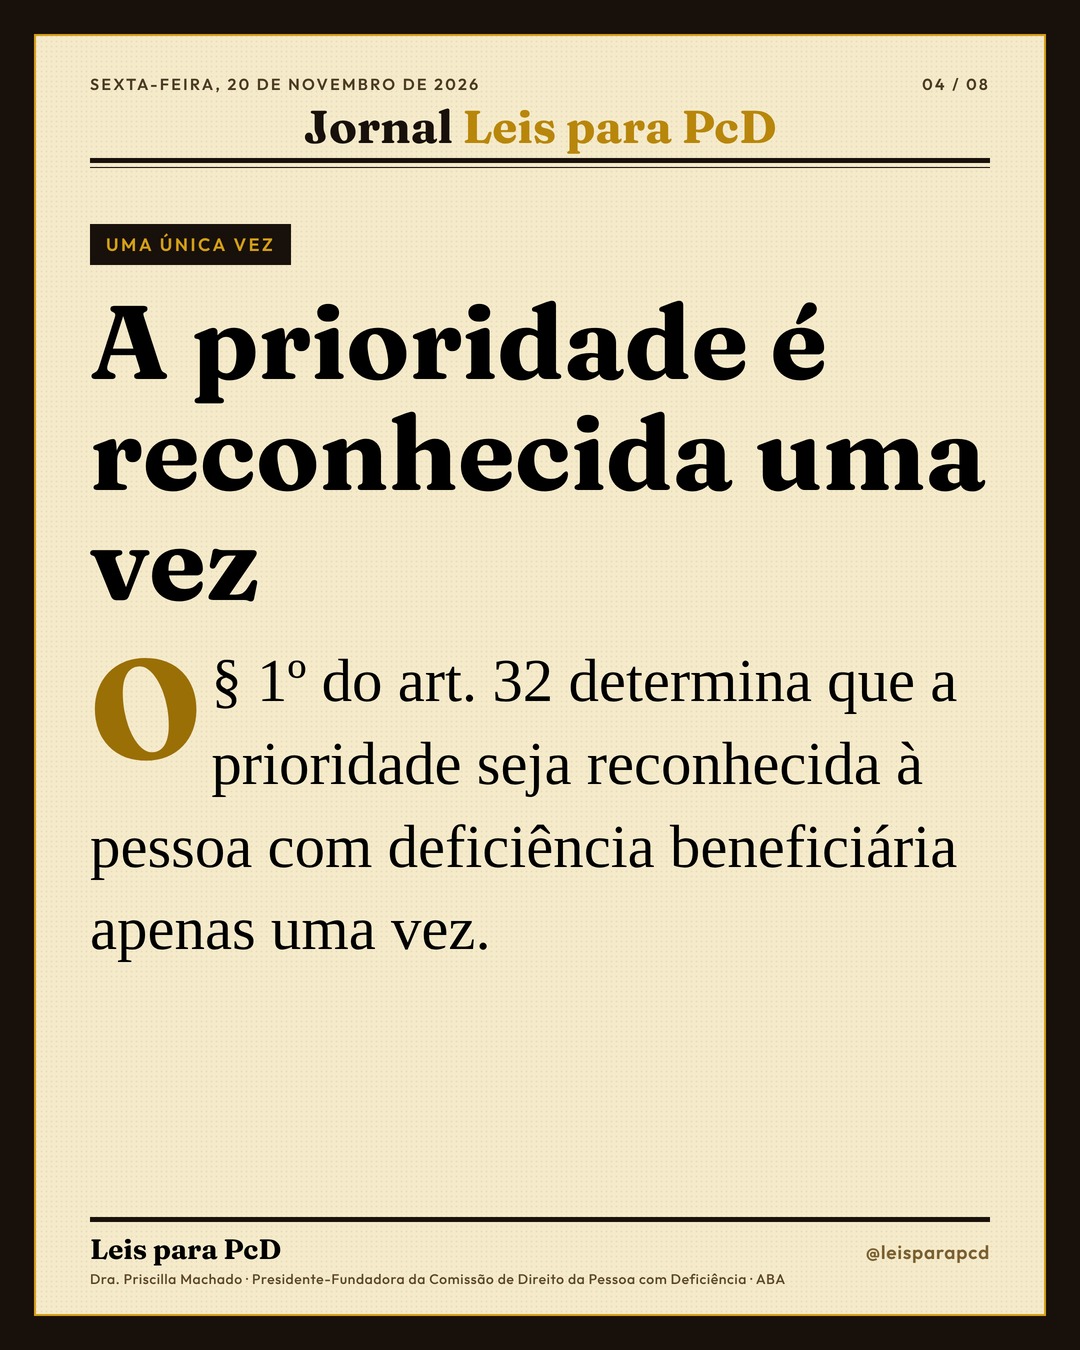 SEXTA-FEIRA, 20 DE NOVEMBRO DE 2026
04 / 08
Jornal Leis para PcD
UMA ÚNICA VEZ
A prioridade é
reconhecida uma
vez
O § 1º do art. 32 determina que a
prioridade seja reconhecida à
pessoa com deficiência beneficiária
apenas uma vez.
Leis para PcD
@leisparapcd
Dra. Priscilla Machado · Presidente-Fundadora da Comissão de Direito da Pessoa com Deficiência · ABA